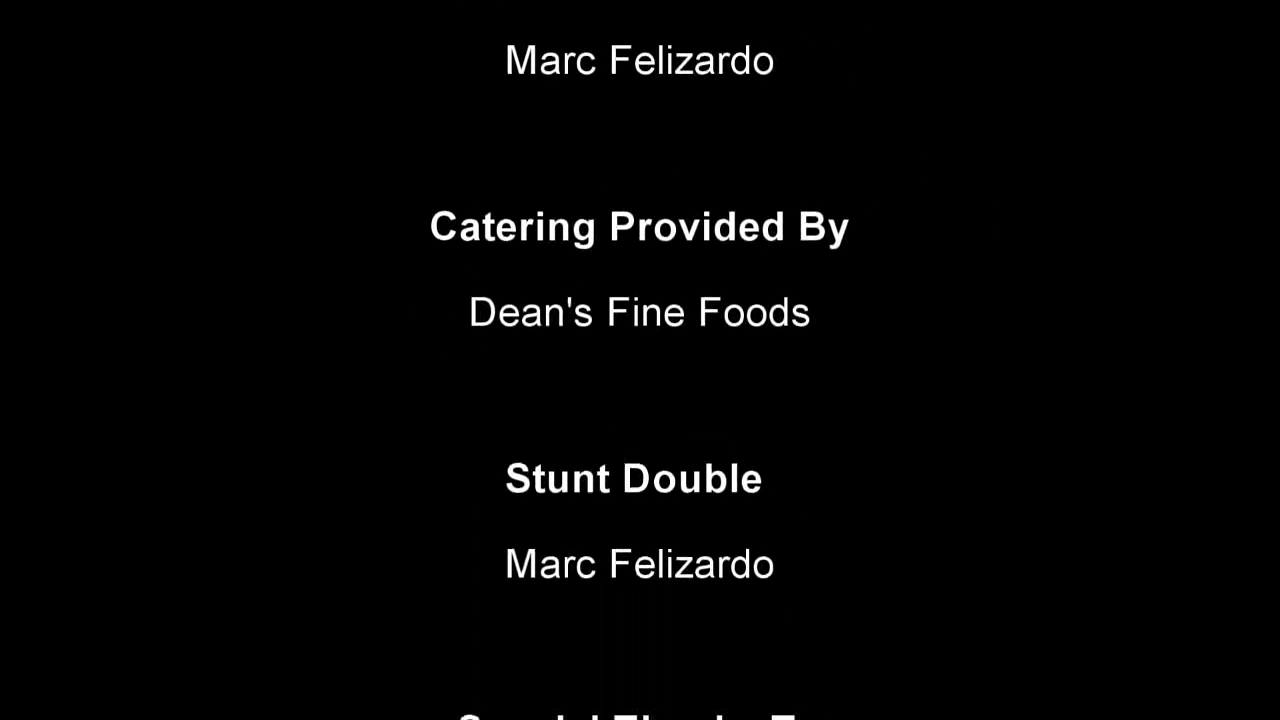 Marc Felizardo
Catering Provided By
Dean's Fine Foods
Stunt Double
Marc Felizardo